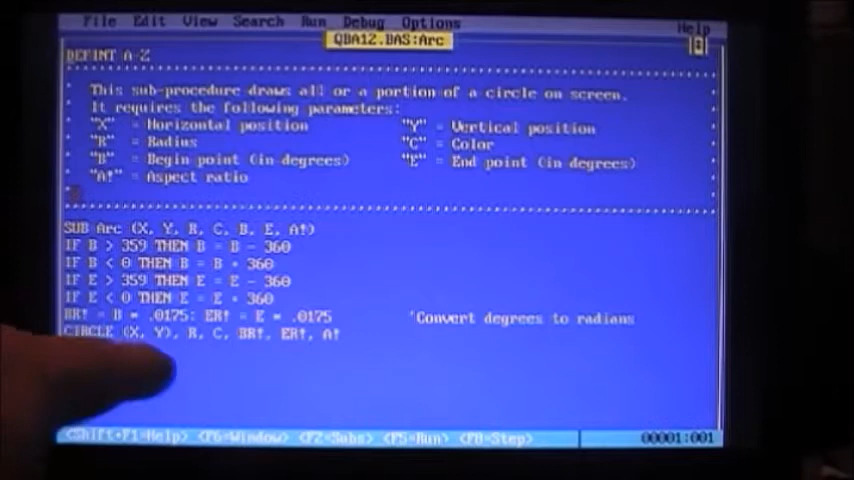 File Edit View Search Run Debug Options Help
QBA12.BAS:Arc
DEFINT A-Z
This sub-procedure draws all or a portion of a circle on screen.
It requires the following parameters:
"X" = Horizontal position "Y" = Vertical position
"R" = Radius "C" = Color
"B" = Begin point (in degrees) "E" = End point (in degrees)
"A!" = Aspect ratio
SUB Arc (X, Y, R, C, B, E, A!)
IF B > 359 THEN B = B - 360
IF B < 0 THEN B = B + 360
IF E > 359 THEN E = E - 360
IF E < 0 THEN E = E + 360
BR! = B * .0175: ER! = E * .0175 'Convert degrees to radians
CIRCLE (X, Y), R, C, BR!, ER!, A!
<Shift+F1=Help> <F6=Window> <F2=Subs> <F5=Run> <F8=Step> 00001:001